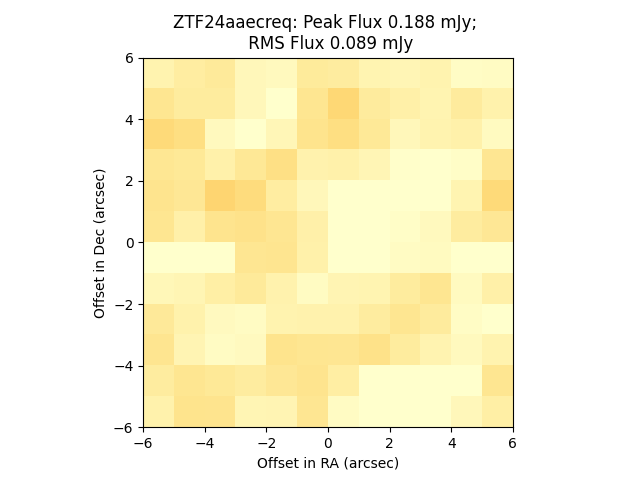 ZTF24aaecreq: Peak Flux 0.188 mJy;
RMS Flux 0.089 mJy
6
4
2
0
−2
−4
−6
Offset in Dec (arcsec)
−6 −4 −2 0 2 4 6
Offset in RA (arcsec)